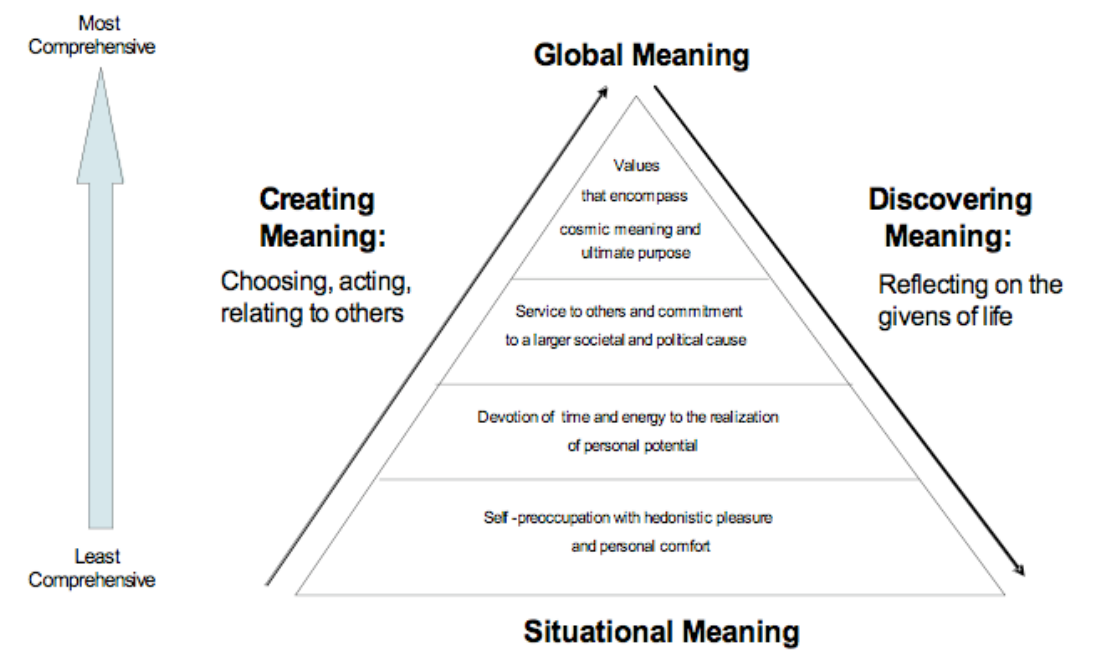 Most
Comprehensive
Global Meaning
Values
that encompass
cosmic meaning and
ultimate purpose
Creating
Meaning:
Choosing, acting,
relating to others
Discovering
Meaning:
Reflecting on the
givens of life
Service to others and commitment
to a larger societal and political cause
Devotion of time and energy to the realization
of personal potential
Self -preoccupation with hedonistic pleasure
and personal comfort
Least
Comprehensive
Situational Meaning